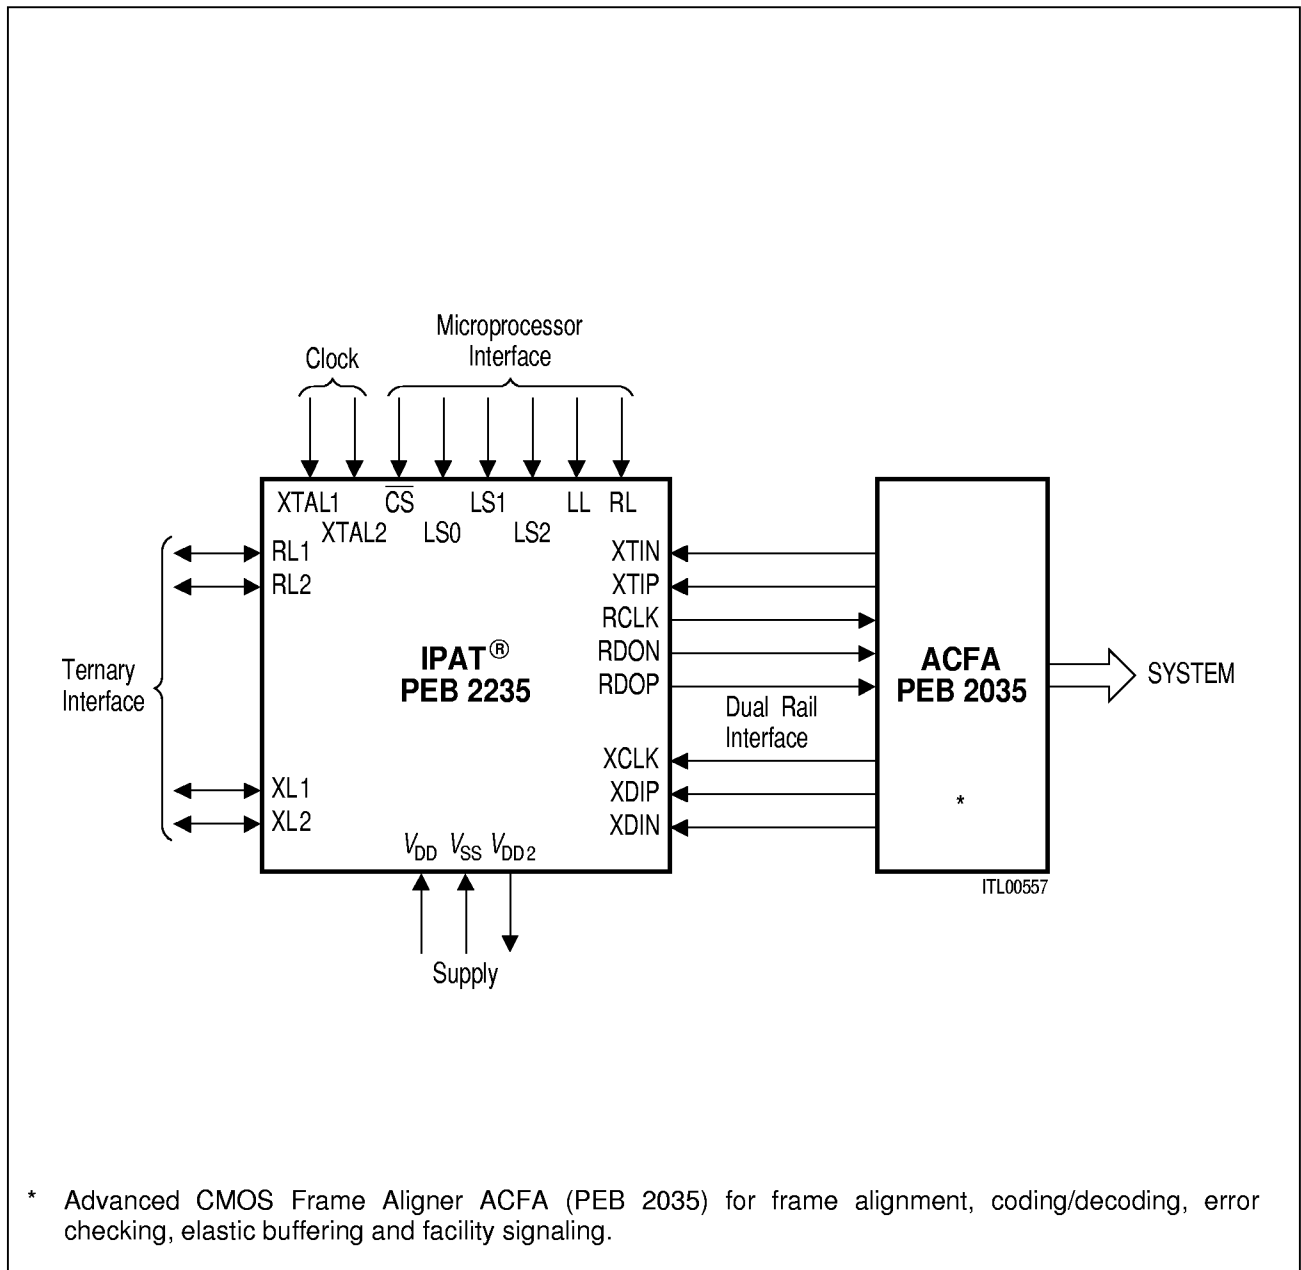 Microprocessor
Interface
Clock
XTAL1 C̅S̅ LS1 LL RL
XTAL2 LS0 LS2
RL1
RL2
XTIN
XTIP
RCLK
RDON
RDOP
IPAT®
PEB 2235
ACFA
PEB 2035
SYSTEM
Ternary
Interface
Dual Rail
Interface
XL1
XL2
XCLK
XDIP
XDIN
*
VDD VSS VDD2
ITL00557
Supply
* Advanced CMOS Frame Aligner ACFA (PEB 2035) for frame alignment, coding/decoding, error
checking, elastic buffering and facility signaling.